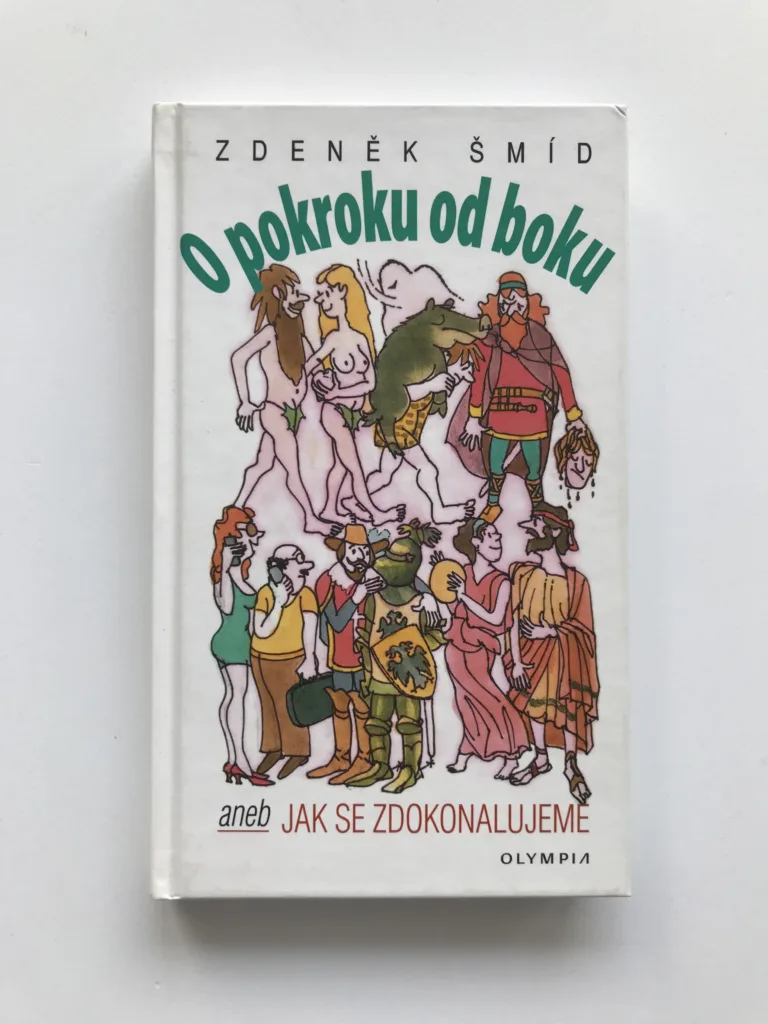 ZDENĚK ŠMÍD
O pokroku od boku
aneb JAK SE ZDOKONALUJEME
OLYMPIA